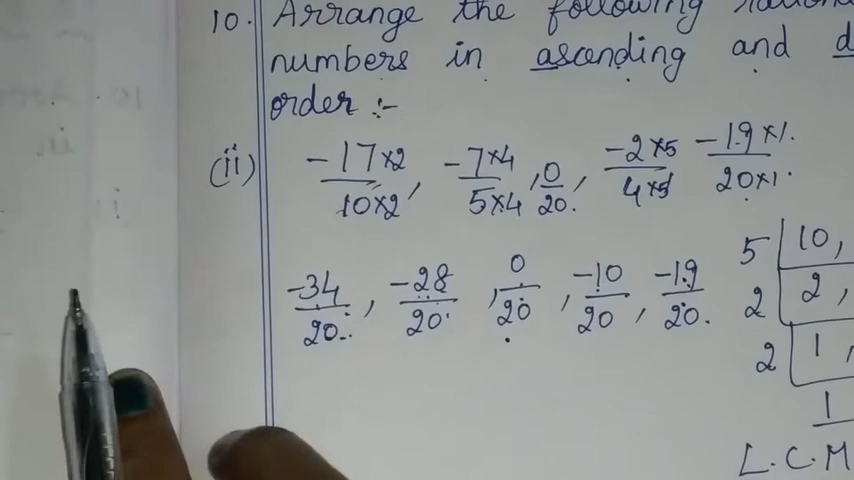 10. Arrange the following
numbers in ascending and d
order :-
(ii) -17×2/10×2, -7×4/5×4, 0/20, -2×5/4×5, -19×1/20×1
-34/20, -28/20, 0/20, -10/20, -19/20
5 | 10,
2 | 2,
2 | 1,
1
L.C.M